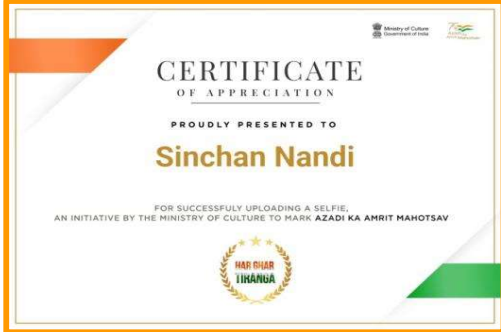 Ministry of Culture
Government of India
CERTIFICATE
OF APPRECIATION
PROUDLY PRESENTED TO
Sinchan Nandi
FOR SUCCESSFULY UPLOADING A SELFIE,
AN INITIATIVE BY THE MINISTRY OF CULTURE TO MARK AZADI KA AMRIT MAHOTSAV
HAR GHAR
TIRANGA